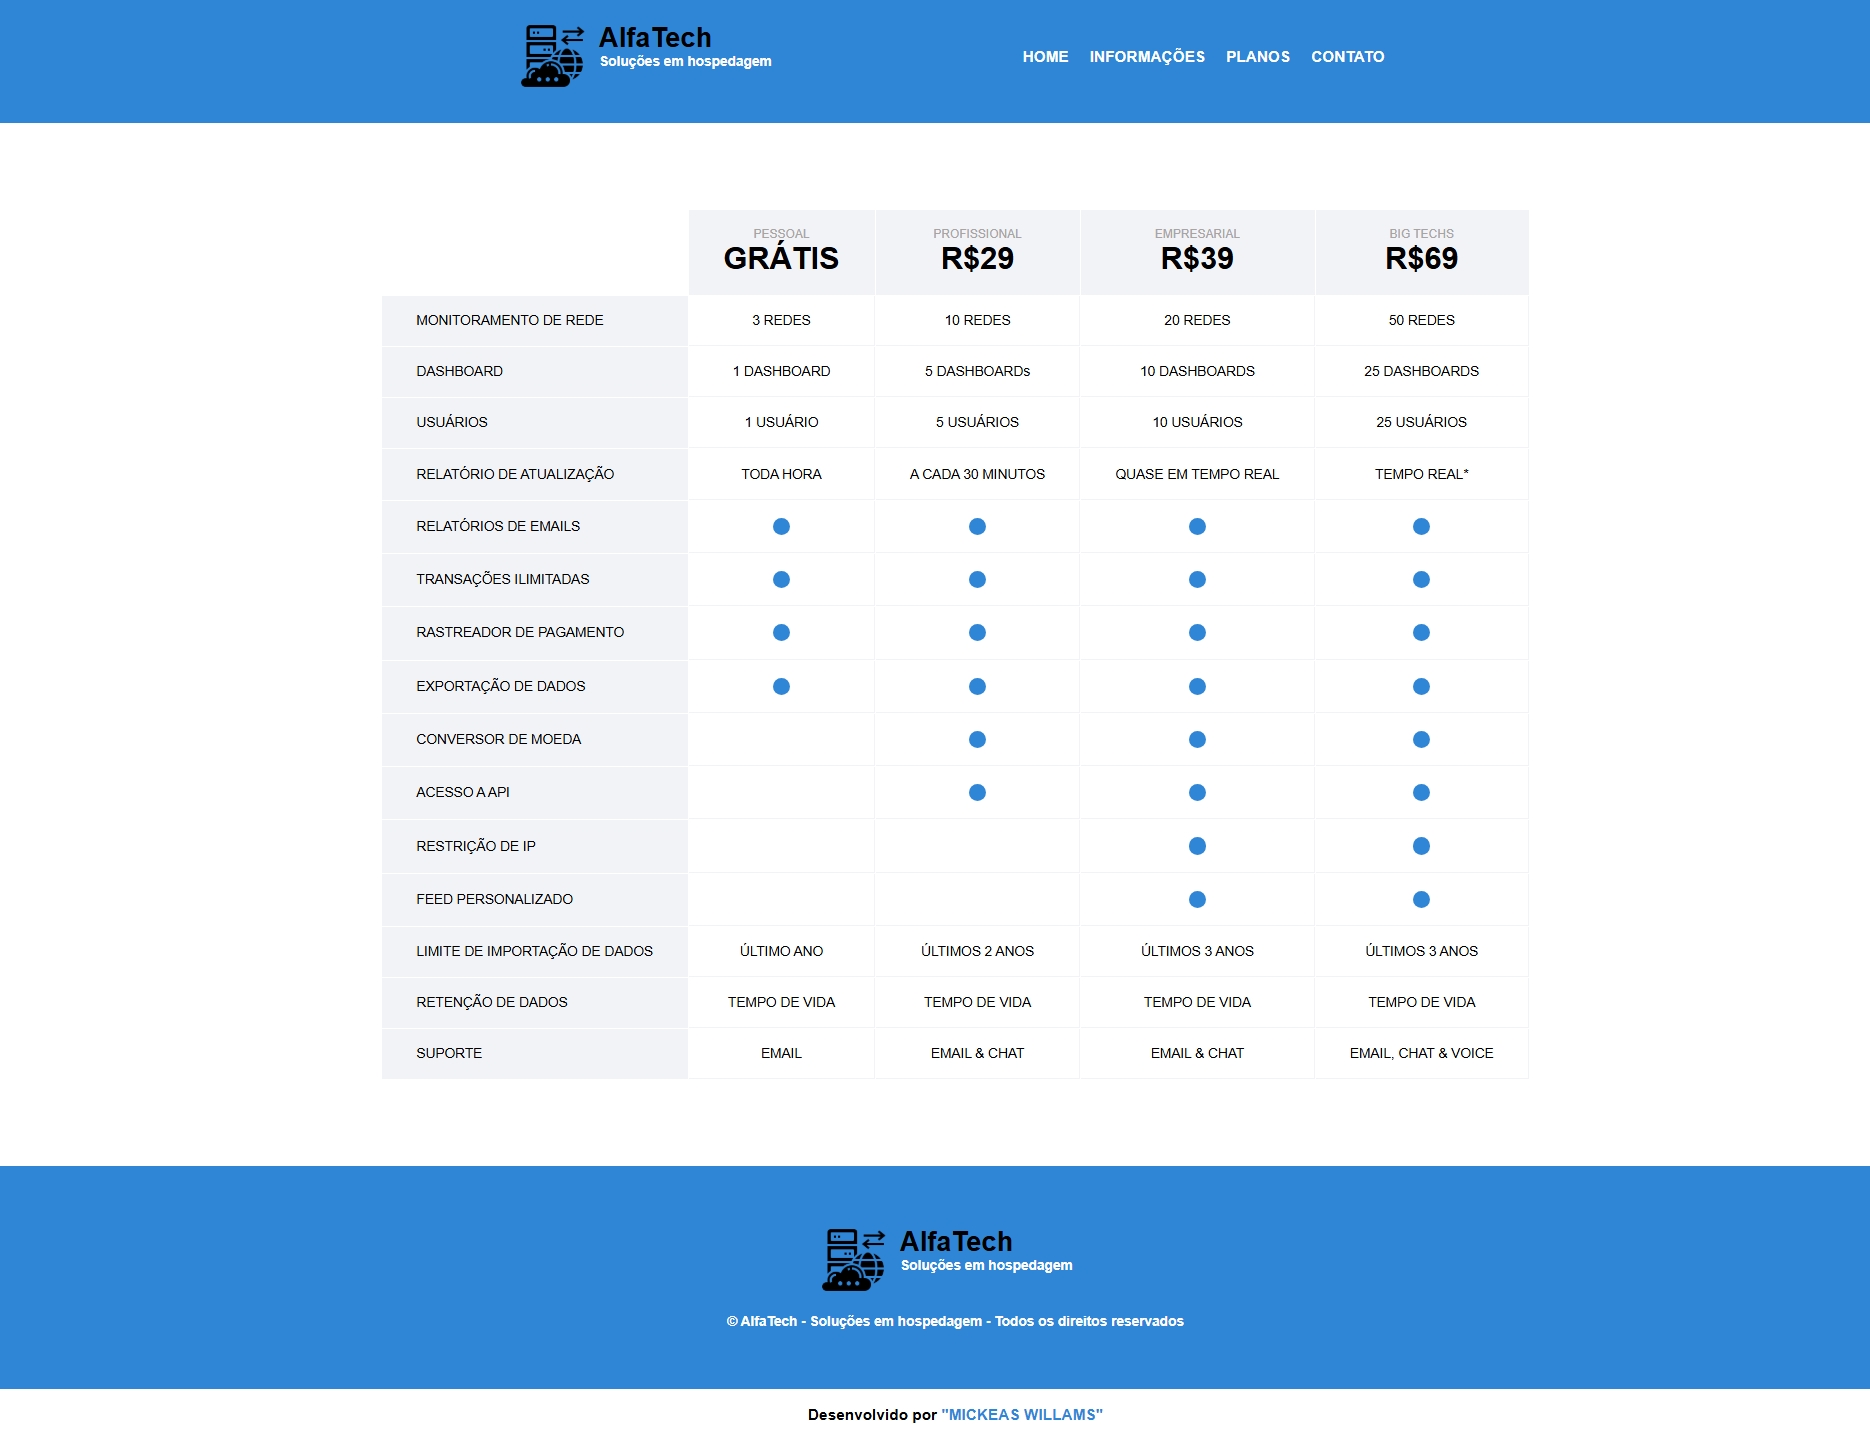 AlfaTech
Soluções em hospedagem
HOME INFORMAÇÕES PLANOS CONTATO
PESSOAL PROFISSIONAL EMPRESARIAL BIG TECHS
GRÁTIS R$29 R$39 R$69
MONITORAMENTO DE REDE 3 REDES 10 REDES 20 REDES 50 REDES
DASHBOARD 1 DASHBOARD 5 DASHBOARDs 10 DASHBOARDS 25 DASHBOARDS
USUÁRIOS 1 USUÁRIO 5 USUÁRIOS 10 USUÁRIOS 25 USUÁRIOS
RELATÓRIO DE ATUALIZAÇÃO TODA HORA A CADA 30 MINUTOS QUASE EM TEMPO REAL TEMPO REAL*
RELATÓRIOS DE EMAILS
TRANSAÇÕES ILIMITADAS
RASTREADOR DE PAGAMENTO
EXPORTAÇÃO DE DADOS
CONVERSOR DE MOEDA
ACESSO A API
RESTRIÇÃO DE IP
FEED PERSONALIZADO
LIMITE DE IMPORTAÇÃO DE DADOS ÚLTIMO ANO ÚLTIMOS 2 ANOS ÚLTIMOS 3 ANOS ÚLTIMOS 3 ANOS
RETENÇÃO DE DADOS TEMPO DE VIDA TEMPO DE VIDA TEMPO DE VIDA TEMPO DE VIDA
SUPORTE EMAIL EMAIL & CHAT EMAIL & CHAT EMAIL, CHAT & VOICE
AlfaTech
Soluções em hospedagem
© AlfaTech - Soluções em hospedagem - Todos os direitos reservados
Desenvolvido por "MICKEAS WILLAMS"